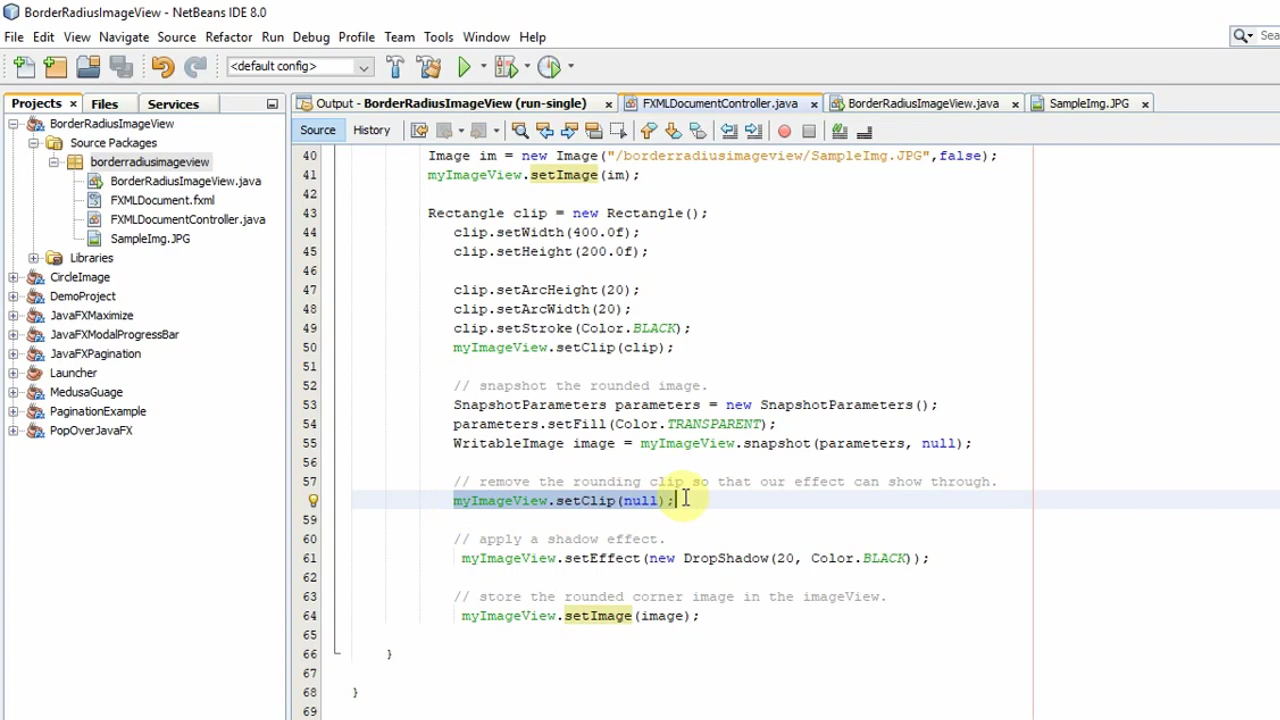 BorderRadiusImageView - NetBeans IDE 8.0
File Edit View Navigate Source Refactor Run Debug Profile Team Tools Window Help
Sea
<default config>
Projects Files Services
Output - BorderRadiusImageView (run-single) FXMLDocumentController.java BorderRadiusImageView.java SampleImg.JPG
Source History
BorderRadiusImageView
Source Packages
borderradiusimageview
BorderRadiusImageView.java
FXMLDocument.fxml
FXMLDocumentController.java
SampleImg.JPG
Libraries
CircleImage
DemoProject
JavaFXMaximize
JavaFXModalProgressBar
JavaFXPagination
Launcher
MedusaGuage
PaginationExample
PopOverJavaFX
40 Image im = new Image("/borderradiusimageview/SampleImg.JPG",false);
41 myImageView.setImage(im);
42
43 Rectangle clip = new Rectangle();
44 clip.setWidth(400.0f);
45 clip.setHeight(200.0f);
46
47 clip.setArcHeight(20);
48 clip.setArcWidth(20);
49 clip.setStroke(Color.BLACK);
50 myImageView.setClip(clip);
51
52 // snapshot the rounded image.
53 SnapshotParameters parameters = new SnapshotParameters();
54 parameters.setFill(Color.TRANSPARENT);
55 WritableImage image = myImageView.snapshot(parameters, null);
56
57 // remove the rounding clip so that our effect can show through.
myImageView.setClip(null);
59
60 // apply a shadow effect.
61 myImageView.setEffect(new DropShadow(20, Color.BLACK));
62
63 // store the rounded corner image in the imageView.
64 myImageView.setImage(image);
65
66 }
67
68 }
69